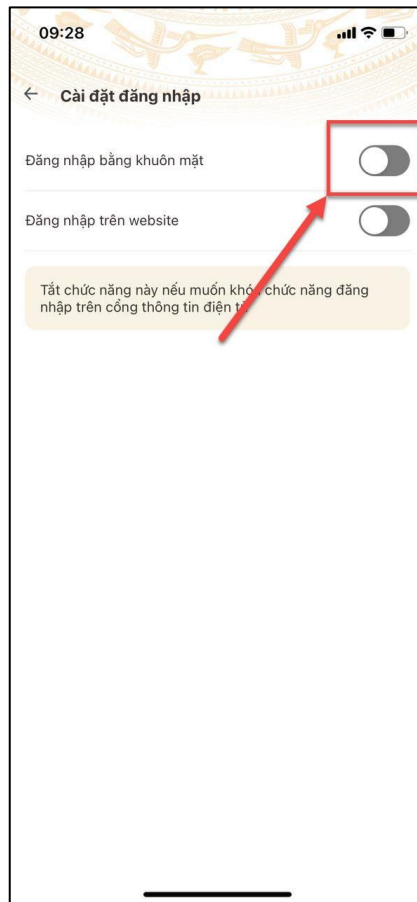 09:28
Cài đặt đăng nhập
Đăng nhập bằng khuôn mặt
Đăng nhập trên website
Tắt chức năng này nếu muốn khóa chức năng đăng
nhập trên cổng thông tin điện tử